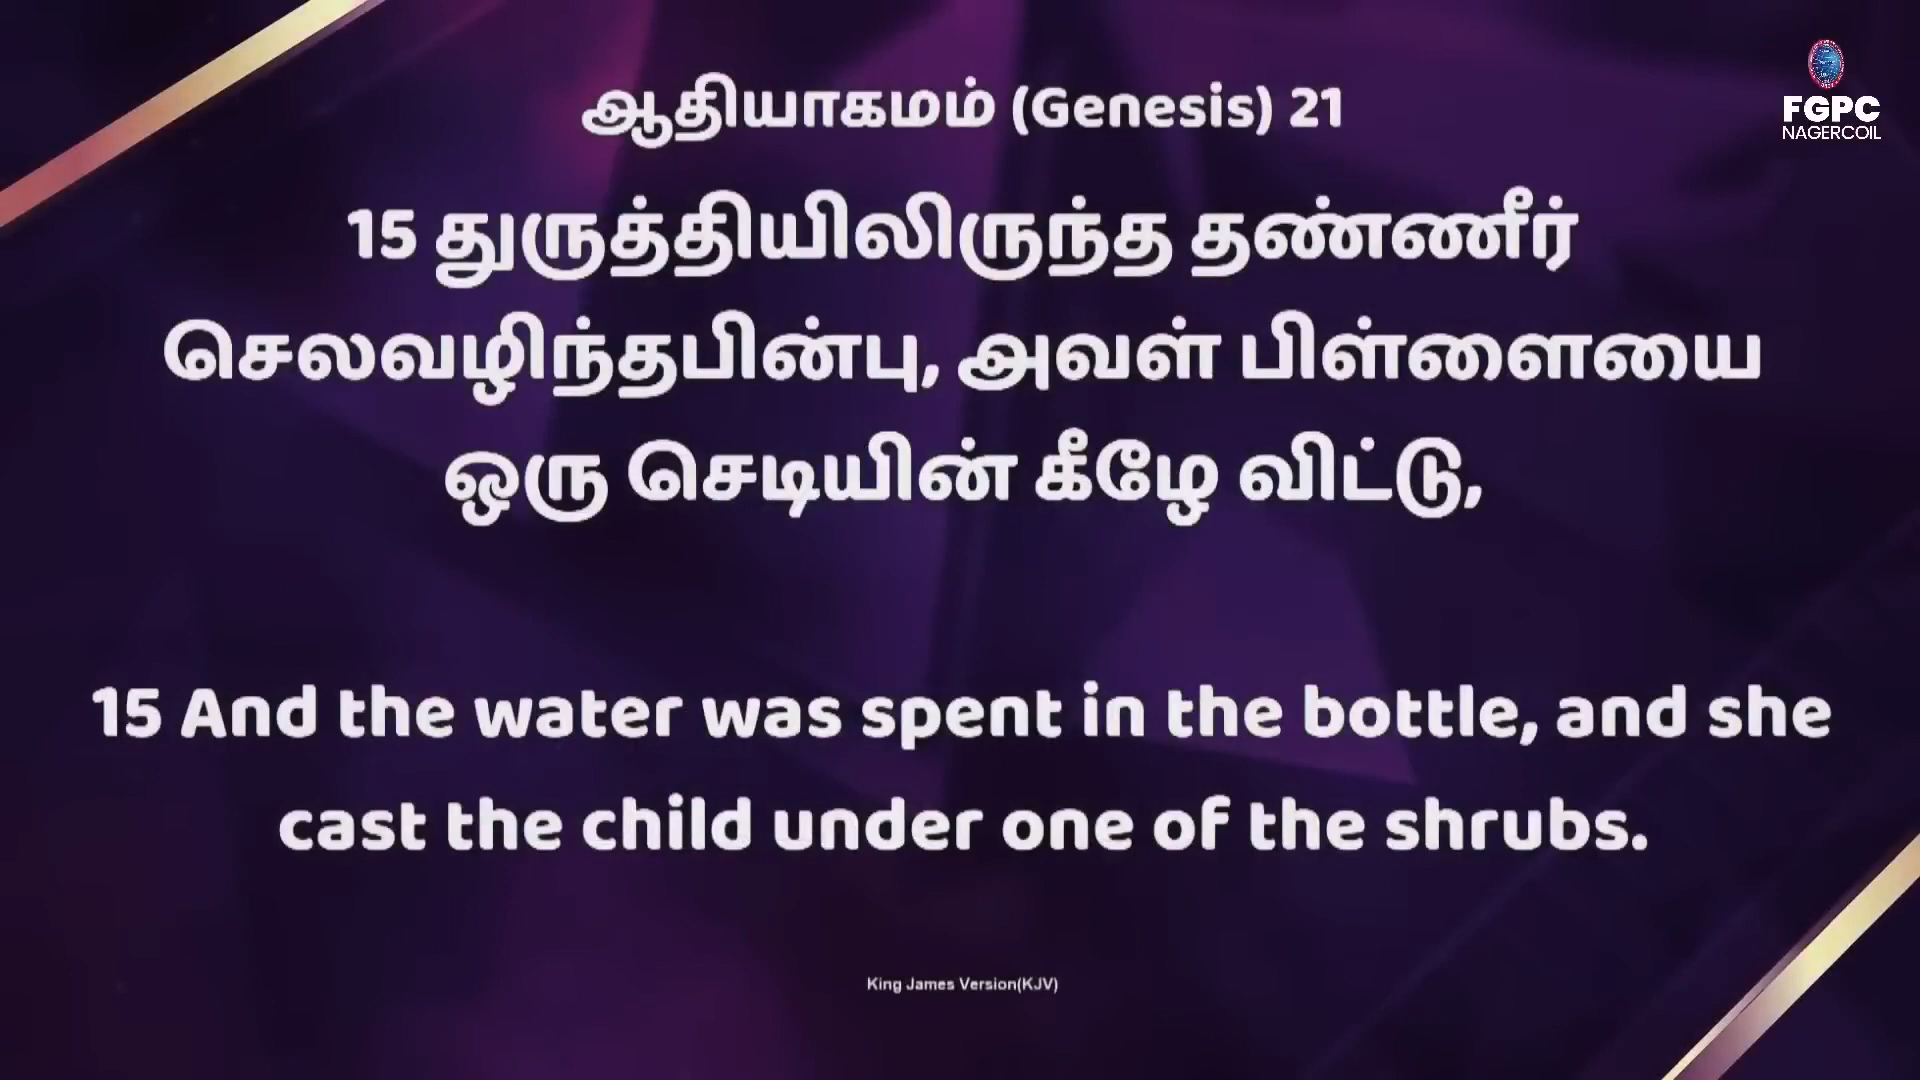 FGPC
NAGERCOIL
ஆதியாகமம் (Genesis) 21
15 துருத்தியிலிருந்த தண்ணீர்
செலவழிந்தபின்பு, அவள் பிள்ளையை
ஒரு செடியின் கீழே விட்டு,
15 And the water was spent in the bottle, and she
cast the child under one of the shrubs.
King James Version(KJV)